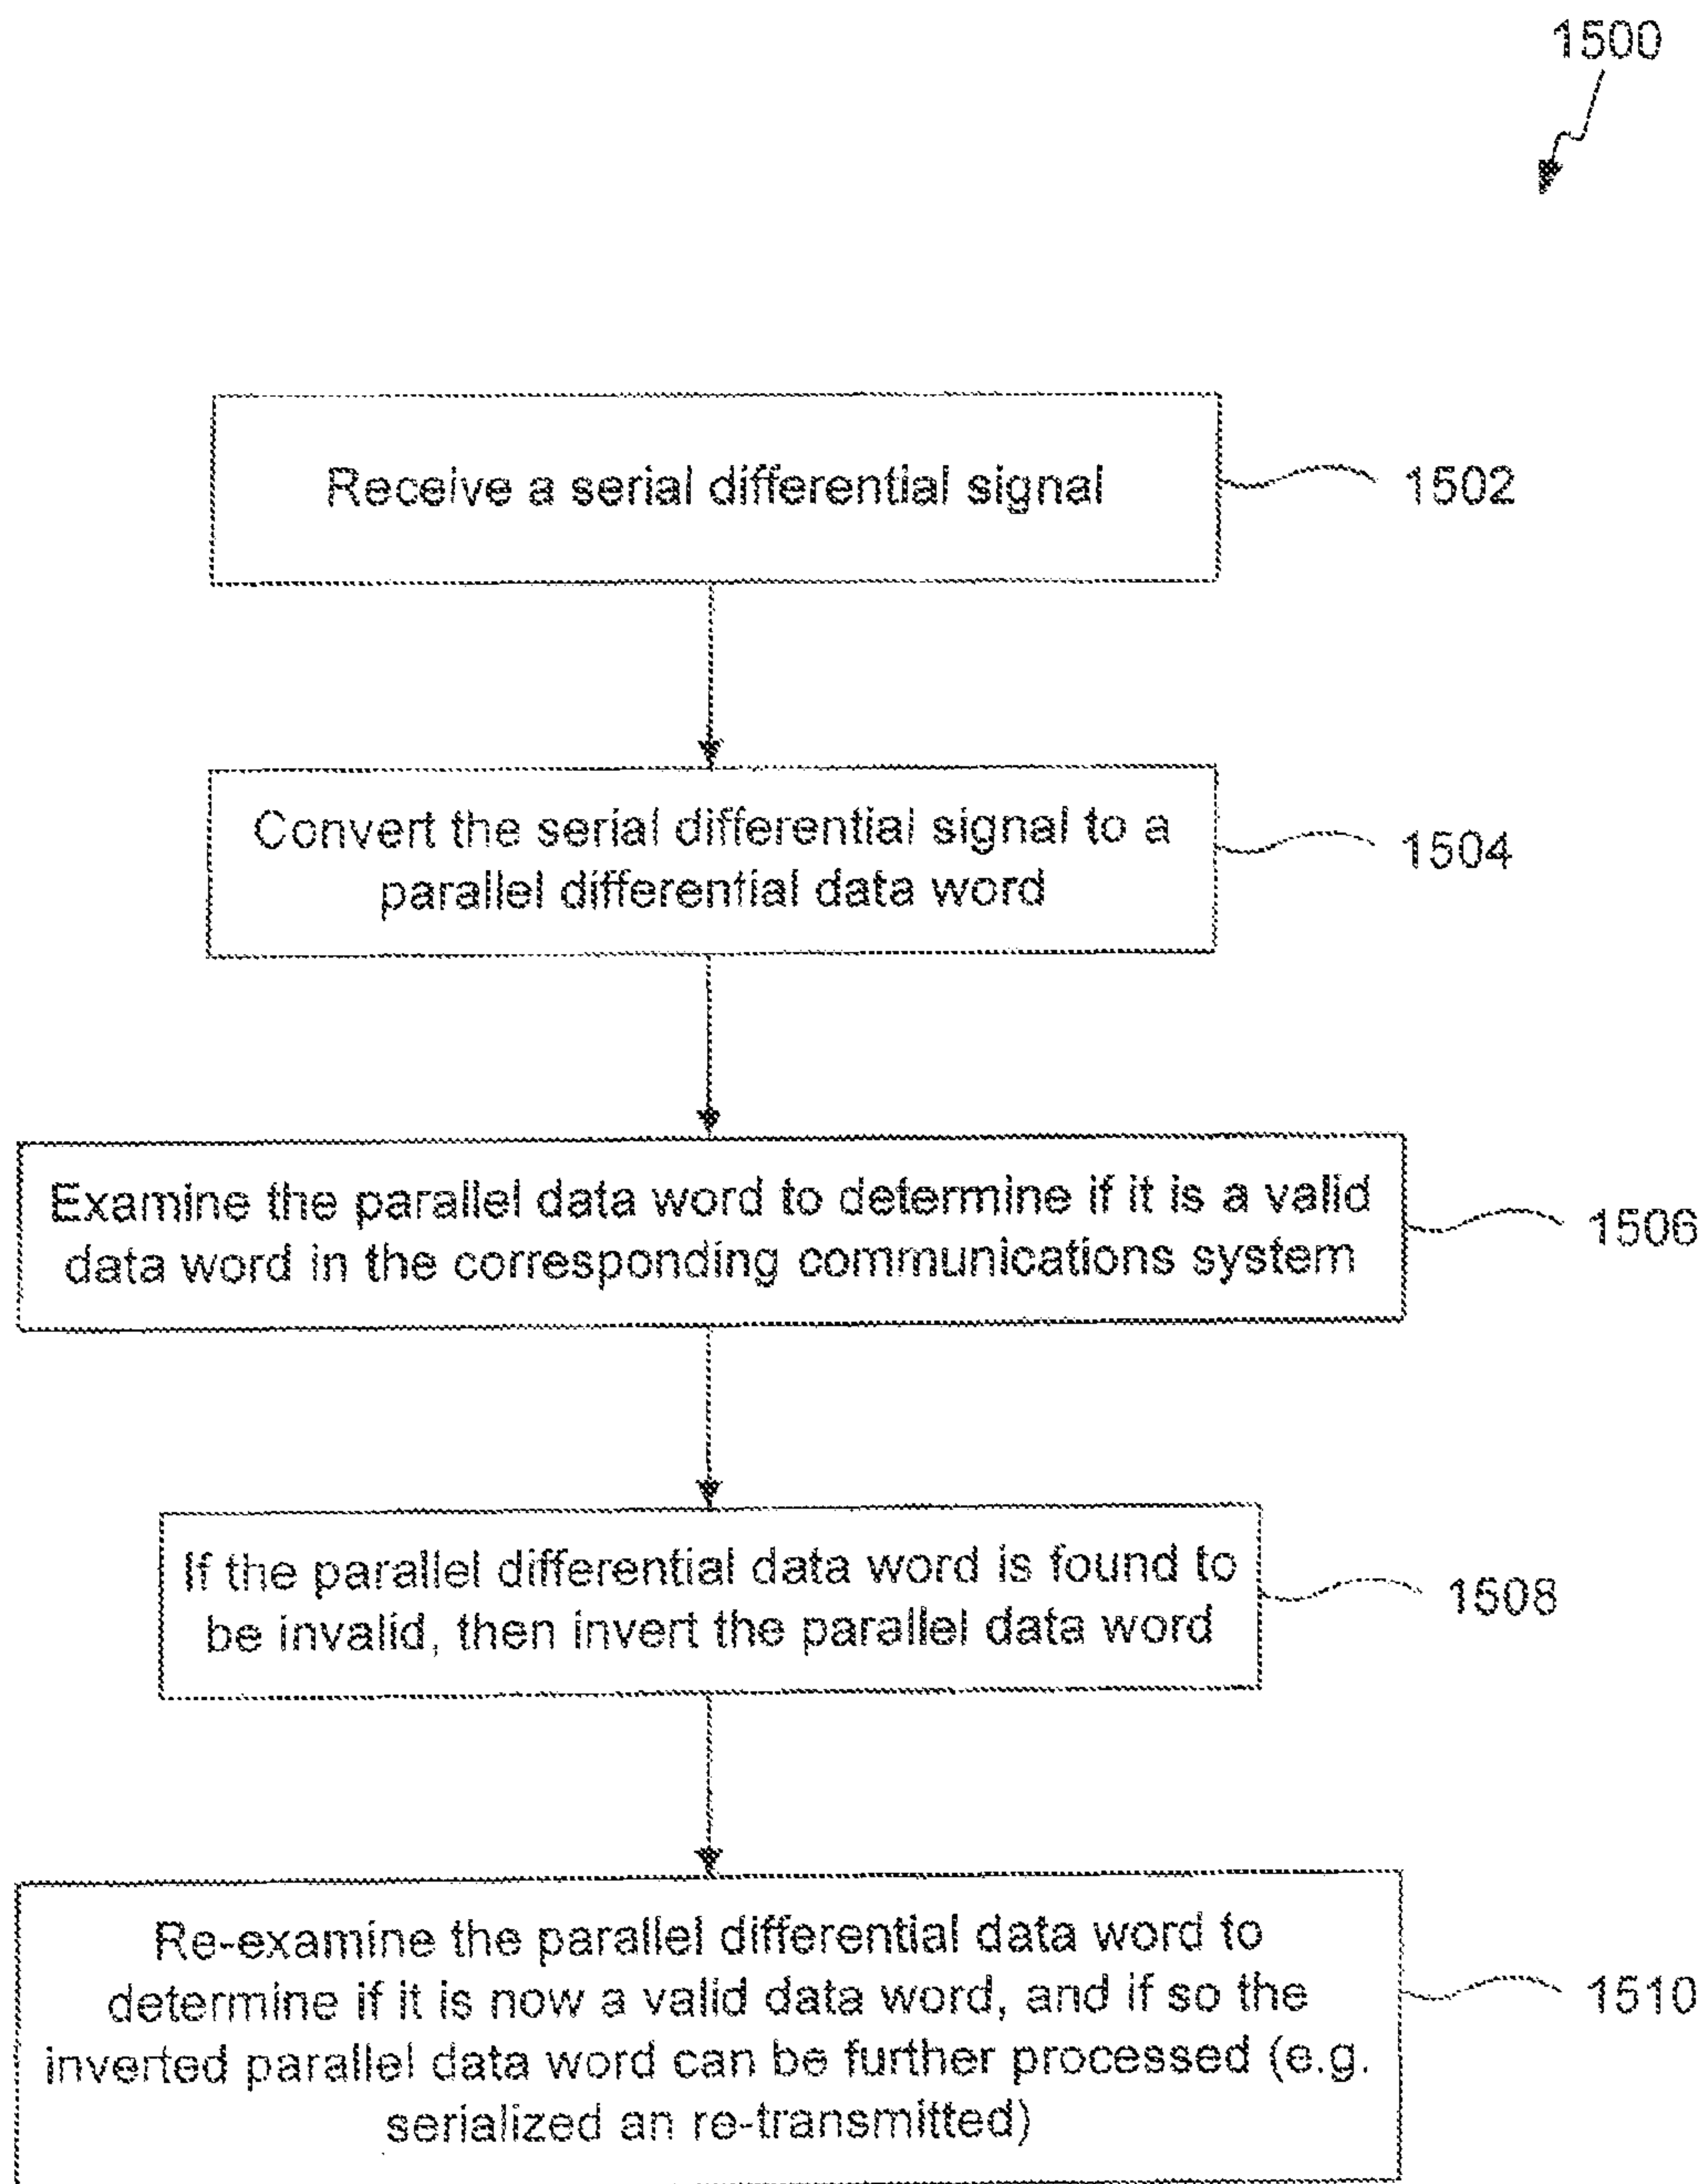 1500
Receive a serial differential signal
1502
Convert the serial differential signal to a
parallel differential data word
1504
Examine the parallel data word to determine if it is a valid
data word in the corresponding communications system
1506
If the parallel differential data word is found to
be invalid, then invert the parallel data word
1508
Re-examine the parallel differential data word to
determine if it is now a valid data word, and if so the
inverted parallel data word can be further processed (e.g.
serialized an re-transmitted)
1510